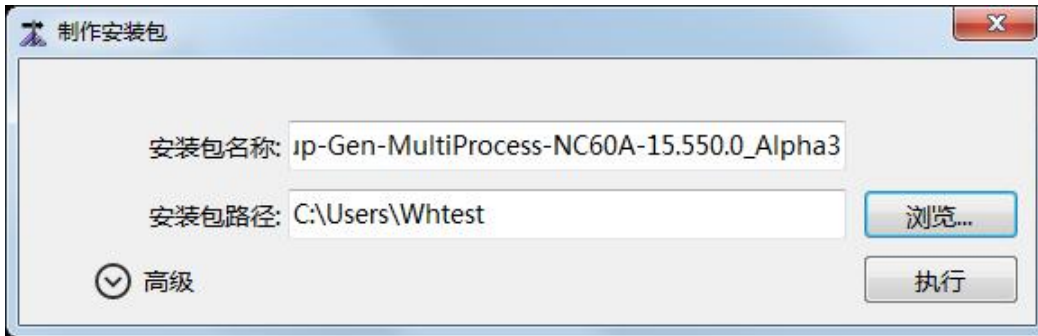 制作安装包
安装包名称: up-Gen-MultiProcess-NC60A-15.550.0_Alpha3
安装包路径: C:\Users\Whtest
浏览...
高级
执行